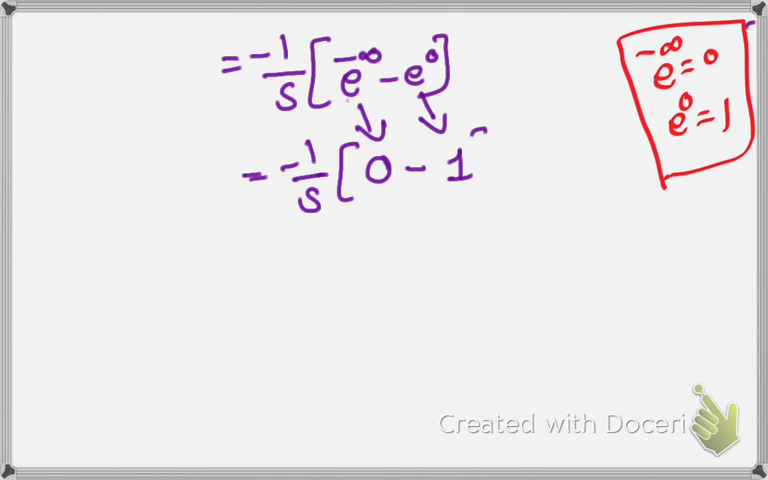 = -1/s [e^-∞ - e^0]
= -1/s [0 - 1
e^-∞ = 0
e^0 = 1
Created with Doceri